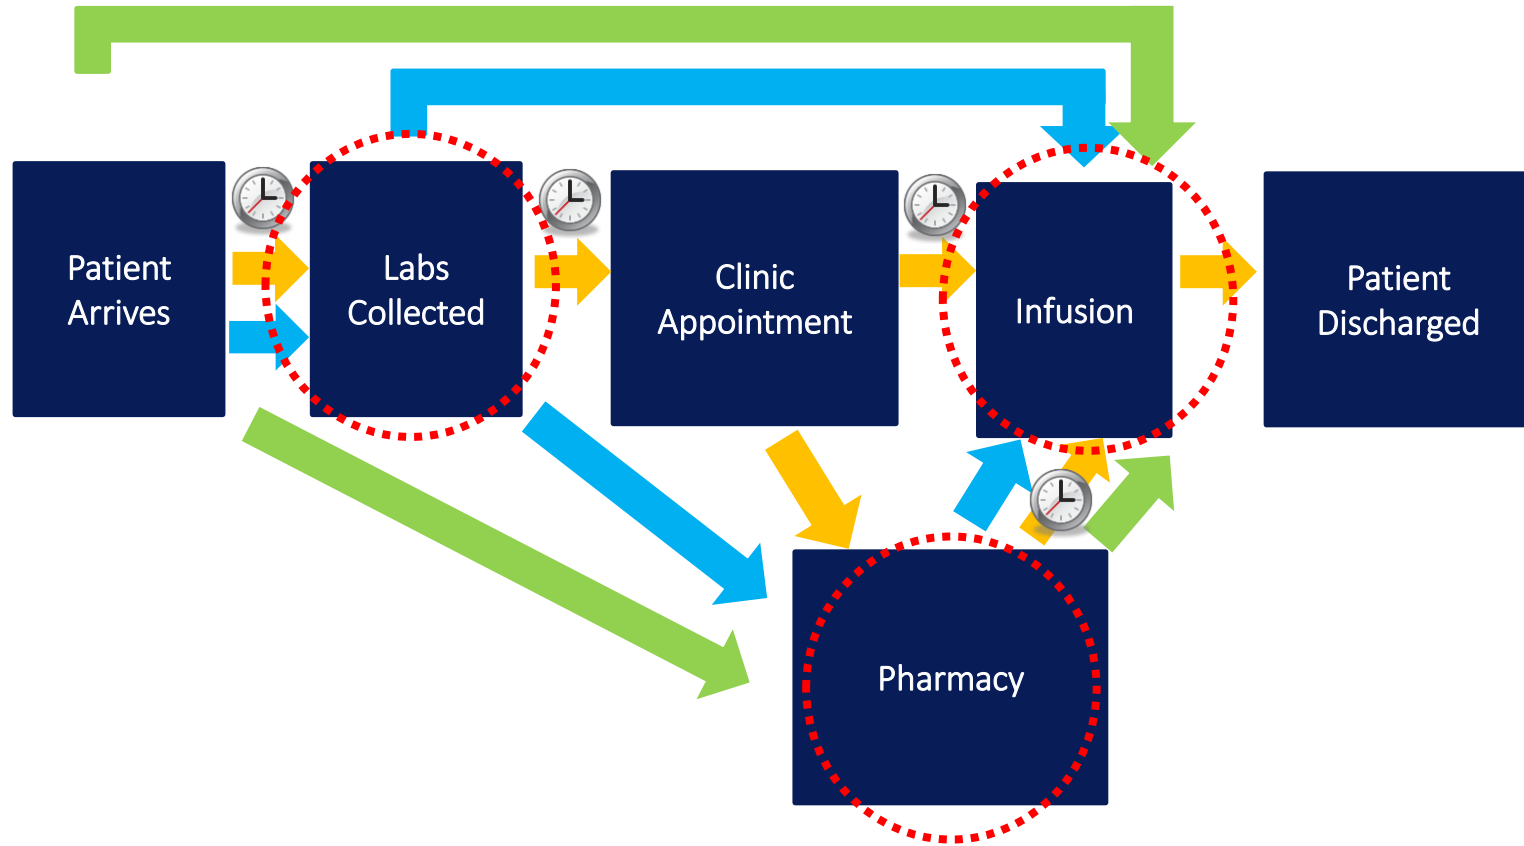 Patient
Arrives
Labs
Collected
Clinic
Appointment
Infusion
Patient
Discharged
Pharmacy